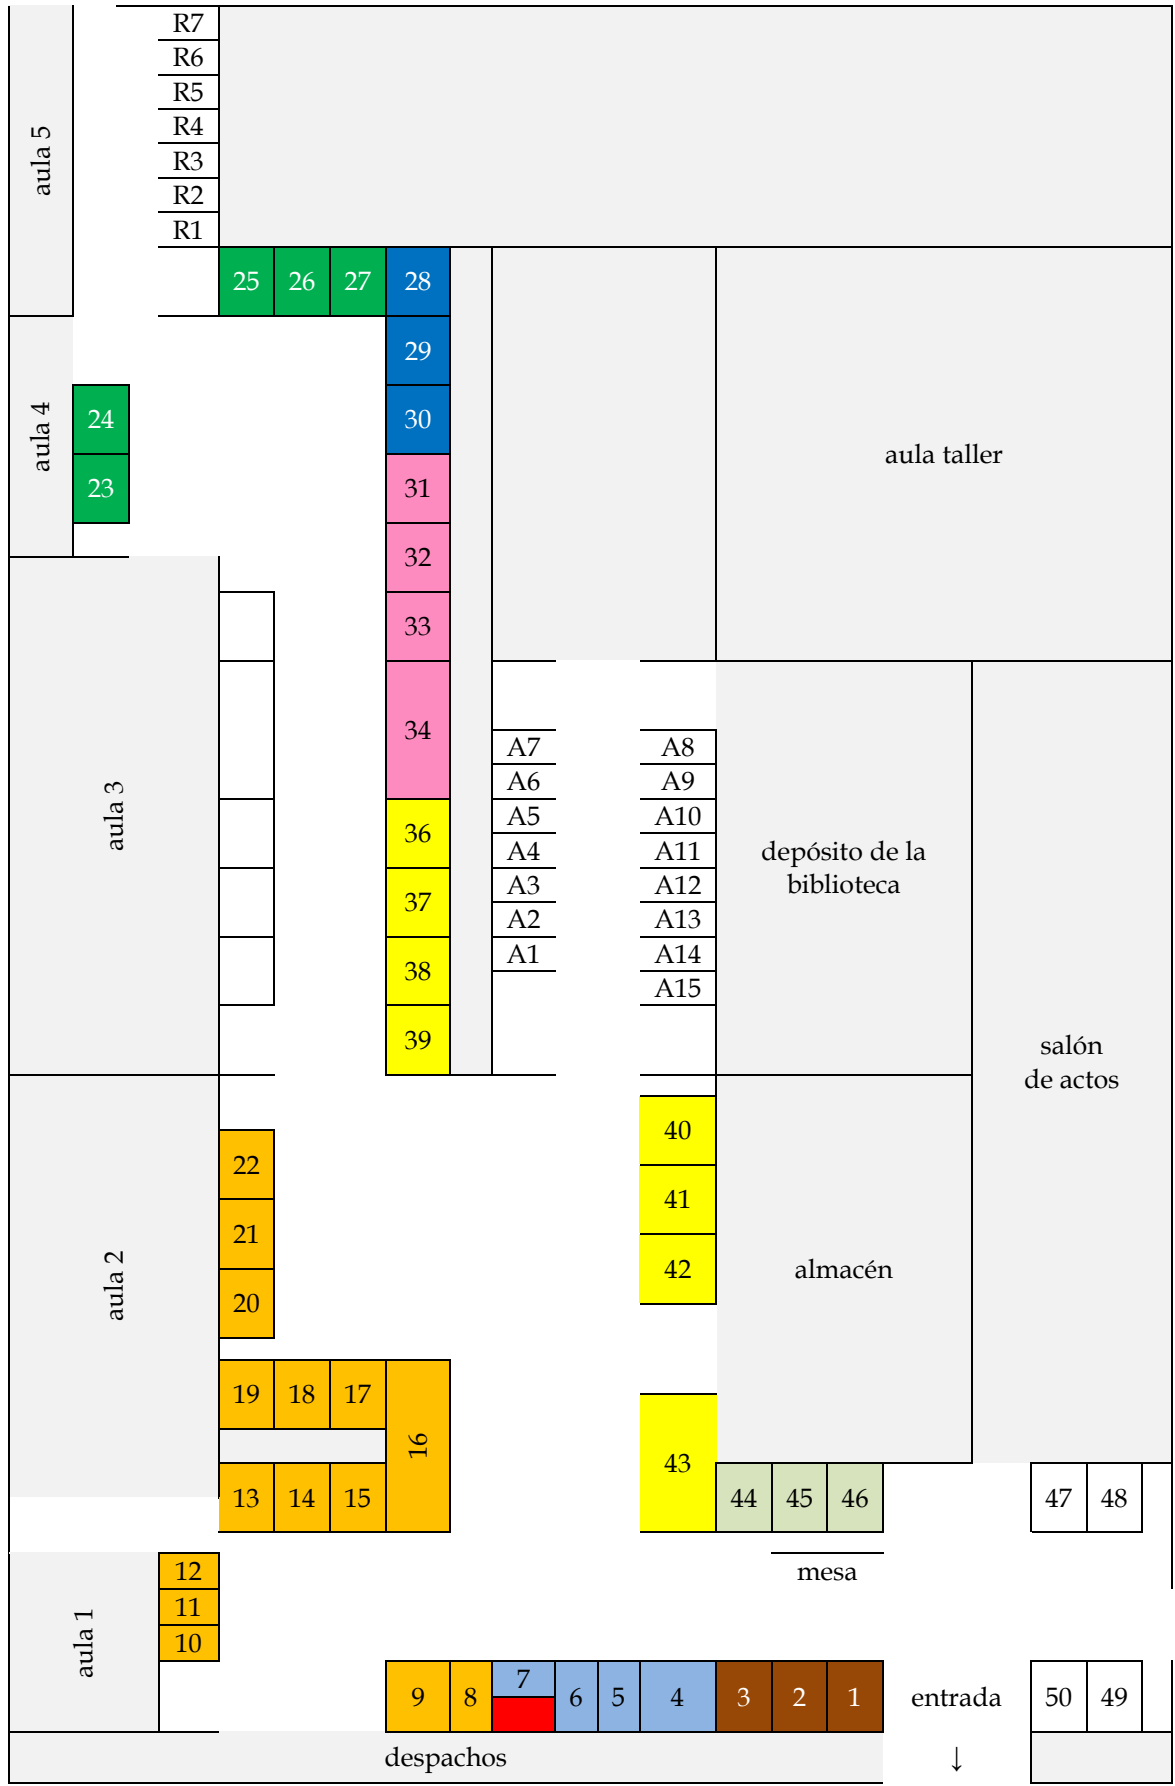 R7
R6
R5
R4
R3
R2
R1
aula 5
25 26 27 28
29
24 30
aula 4
23 31
32
aula taller
33
34
A7 A8
A6 A9
aula 3
36 A5 A10
A4 A11
depósito de la
biblioteca
37 A3 A12
A2 A13
38 A1 A14
A15
39
salón
de actos
40
22
41
21
aula 2
42
almacén
20
19 18 17
16
43
13 14 15
44 45 46 47 48
12
mesa
11
aula 1
10
9 8 7 6 5 4 3 2 1 entrada 50 49
despachos ↓